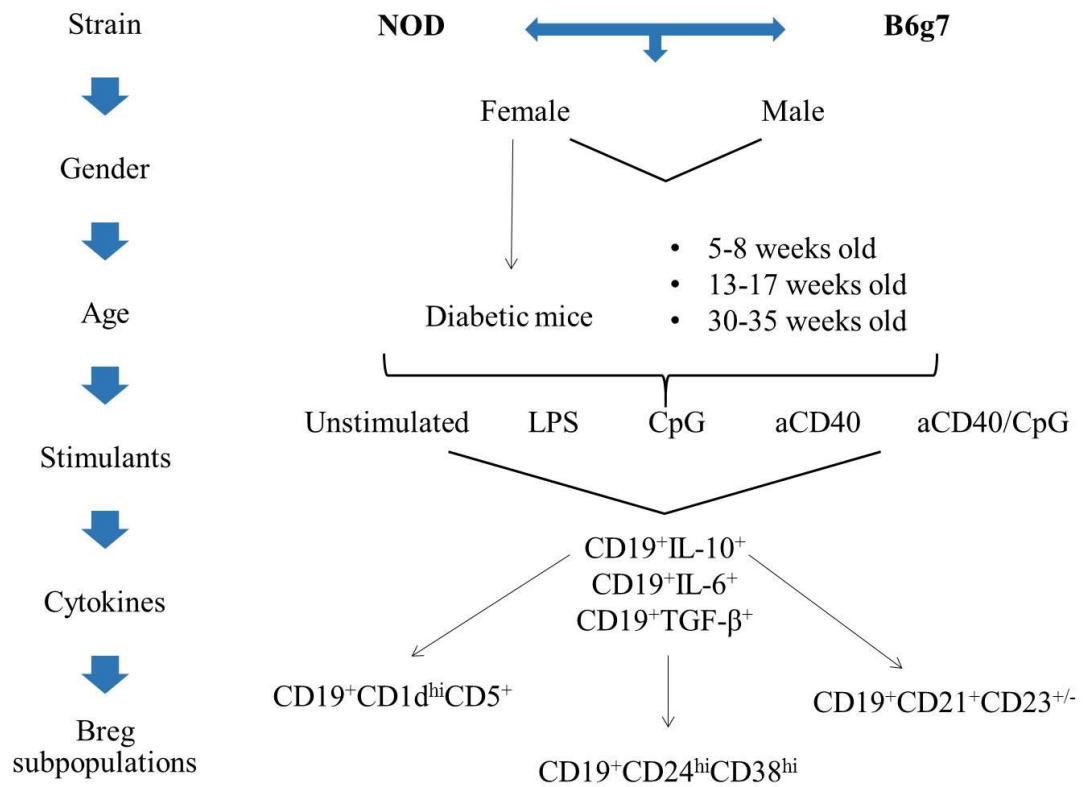 Strain
NOD
B6g7
Female
Male
Gender
• 5-8 weeks old
• 13-17 weeks old
• 30-35 weeks old
Age
Diabetic mice
Unstimulated
LPS
CpG
aCD40
aCD40/CpG
Stimulants
CD19⁺IL-10⁺
CD19⁺IL-6⁺
CD19⁺TGF-β⁺
Cytokines
CD19⁺CD1dʰⁱCD5⁺
CD19⁺CD21⁺CD23⁺/⁻
Breg
subpopulations
CD19⁺CD24ʰⁱCD38ʰⁱ